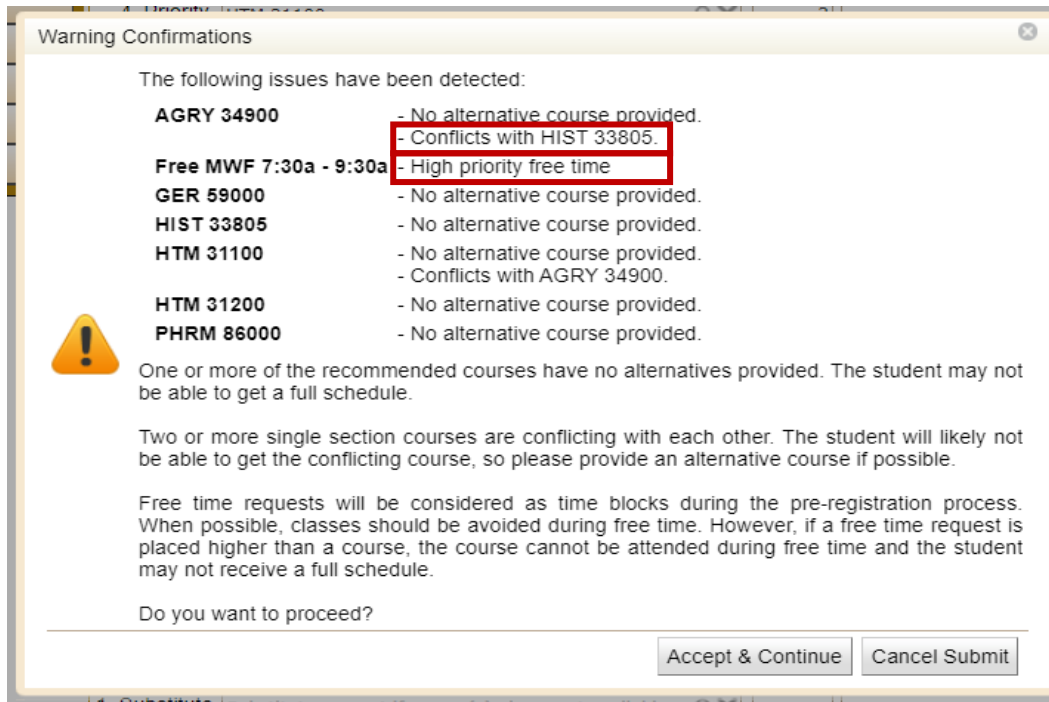 4. Priority HTM 31100
Warning Confirmations
The following issues have been detected:
AGRY 34900 - No alternative course provided.
- Conflicts with HIST 33805.
Free MWF 7:30a - 9:30a - High priority free time
GER 59000 - No alternative course provided.
HIST 33805 - No alternative course provided.
HTM 31100 - No alternative course provided.
- Conflicts with AGRY 34900.
HTM 31200 - No alternative course provided.
PHRM 86000 - No alternative course provided.
One or more of the recommended courses have no alternatives provided. The student may not
be able to get a full schedule.
Two or more single section courses are conflicting with each other. The student will likely not
be able to get the conflicting course, so please provide an alternative course if possible.
Free time requests will be considered as time blocks during the pre-registration process.
When possible, classes should be avoided during free time. However, if a free time request is
placed higher than a course, the course cannot be attended during free time and the student
may not receive a full schedule.
Do you want to proceed?
Accept & Continue Cancel Submit
1. Substitute